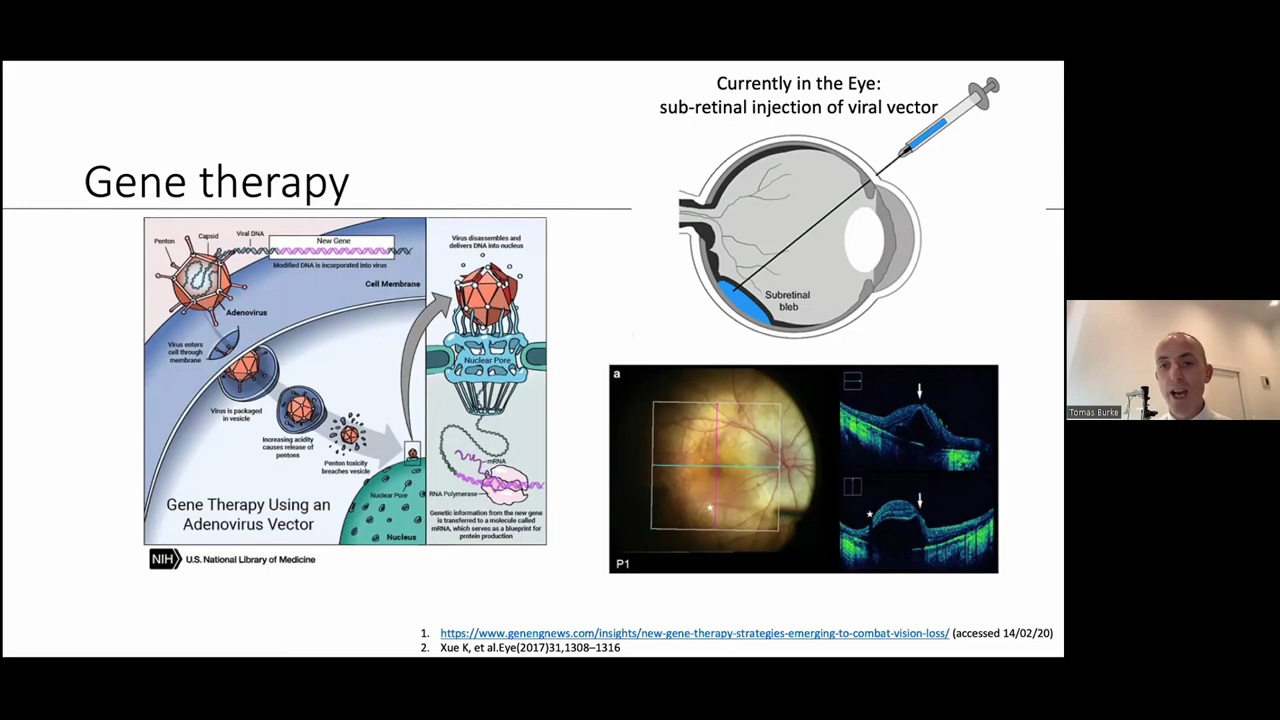 Currently in the Eye:
sub-retinal injection of viral vector
Gene therapy
Penton
Capsid
Viral DNA
New Gene
Modified DNA is incorporated into virus
Cell Membrane
Adenovirus
Virus enters
cell through
membrane
Virus is packaged
in vesicle
Increasing acidity
causes release of
pentons
Penton toxicity
breaches vesicle
Nuclear Pore
Nucleus
Gene Therapy Using an
Adenovirus Vector
Virus disassembles and
delivers DNA into nucleus
Nuclear Pore
mRNA
RNA Polymerase
Genetic information from the new gene
is transferred to a molecule called
mRNA, which serves as a blueprint for
protein production
NIH U.S. National Library of Medicine
Subretinal
bleb
a
P1
Tomas Burke
1. https://www.genengnews.com/insights/new-gene-therapy-strategies-emerging-to-combat-vision-loss/ (accessed 14/02/20)
2. Xue K, et al.Eye(2017)31,1308–1316